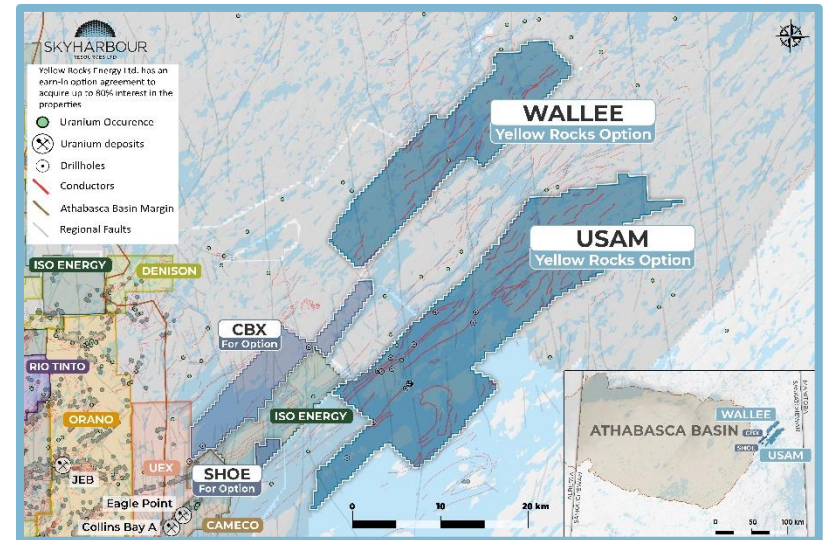 SKYHARBOUR
RESOURCES LTD
Yellow Rocks Energy Ltd. has an
earn-in option agreement to
acquire up to 80% interest in the
properties
Uranium Occurence
Uranium deposits
Drillholes
Conductors
Athabasca Basin Margin
Regional Faults
WALLEE
Yellow Rocks Option
USAM
Yellow Rocks Option
ISO ENERGY
DENISON
CBX
For Option
RIO TINTO
ORANO
ISO ENERGY
UEX
SHOE
For Option
JEB
Eagle Point
Collins Bay A
CAMECO
0 10 20 km
WALLEE
ATHABASCA BASIN
CBX
SHOE
USAM
ALBERTA
SASKATCHEWAN
MANITOBA
SASKATCHEWAN
0 50 100 km